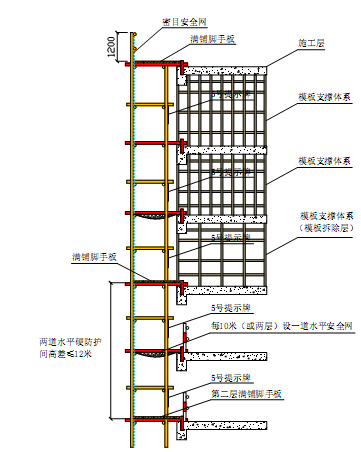 密目安全网
满铺脚手板
1200
施工层
5号提示牌
模板支撑体系
5号提示牌
模板支撑体系
模板支撑体系
(模板拆除层)
5号提示牌
满铺脚手板
5号提示牌
每10米(或两层)设一道水平安全网
两道水平硬防护
间高差≤12米
5号提示牌
第二层满铺脚手板